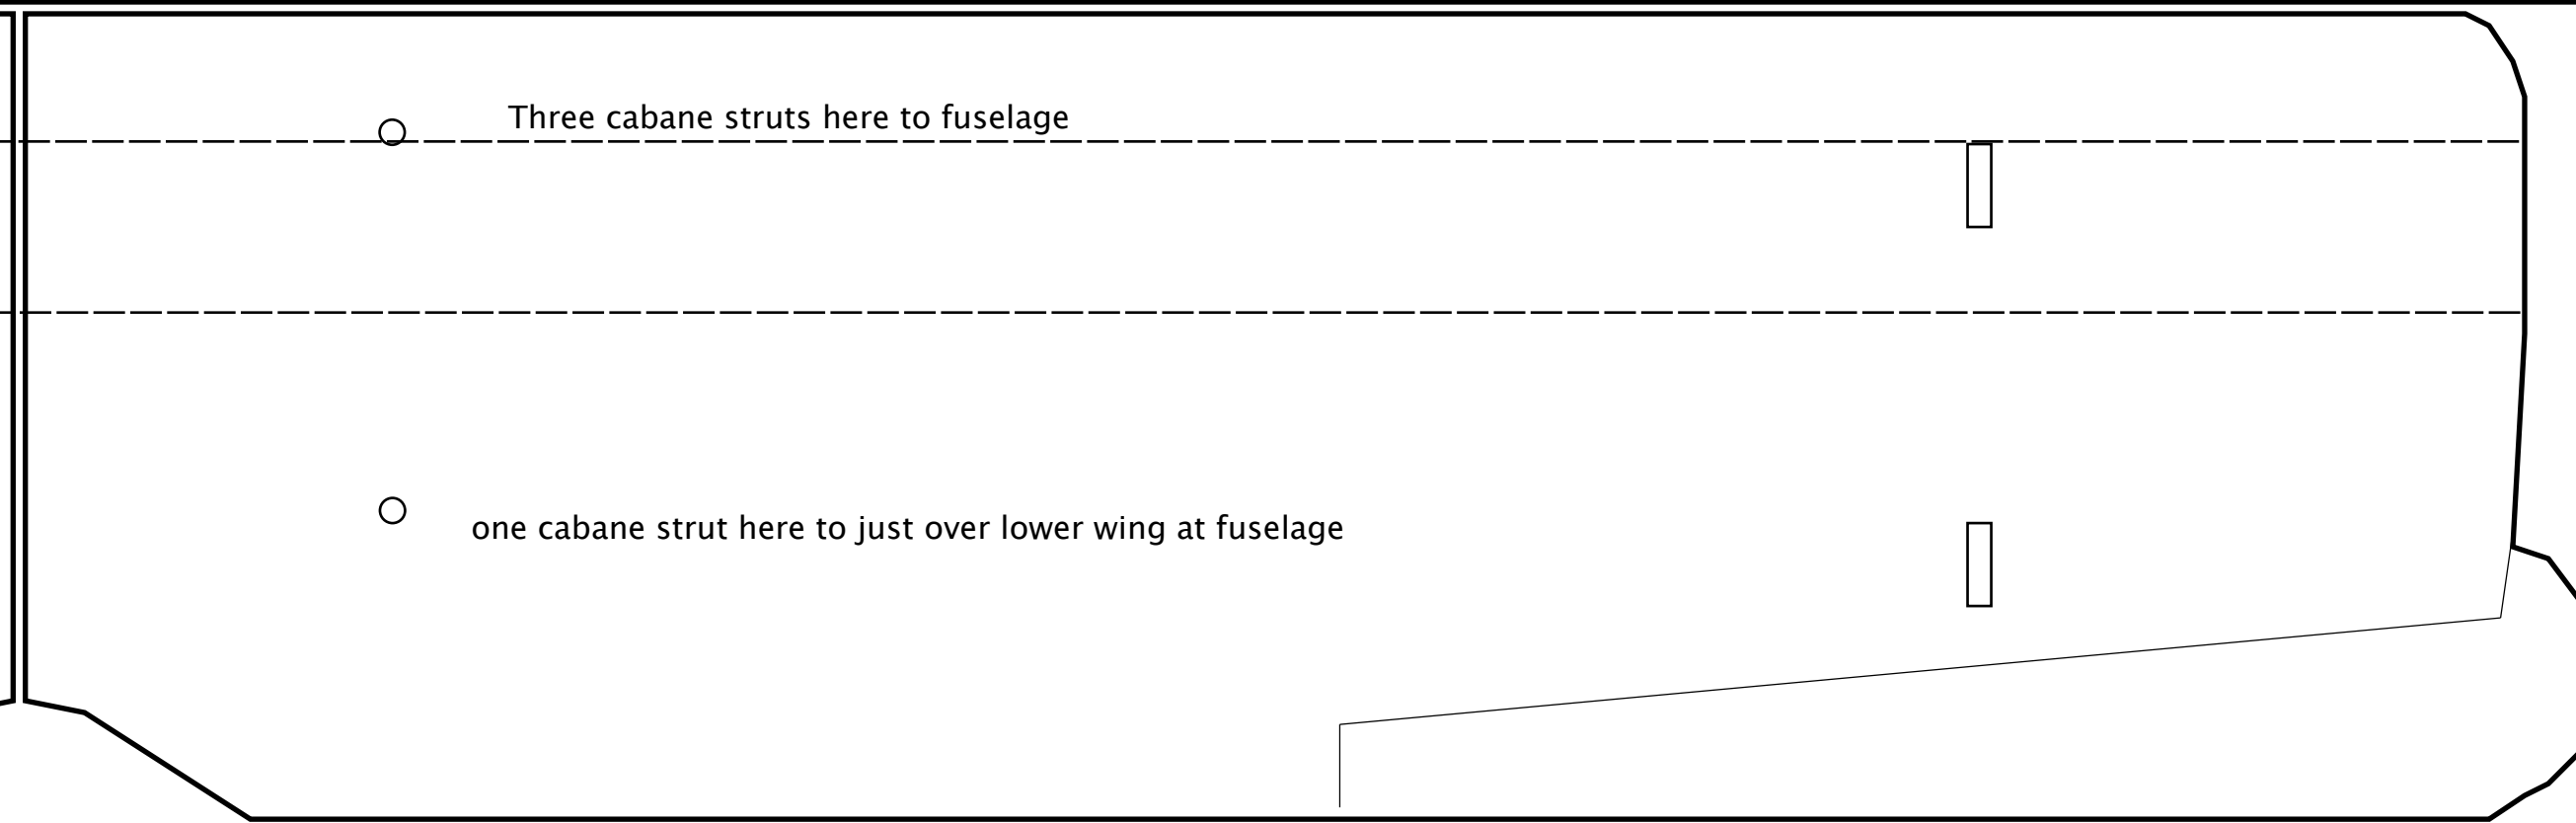 Three cabane struts here to fuselage
one cabane strut here to just over lower wing at fuselage